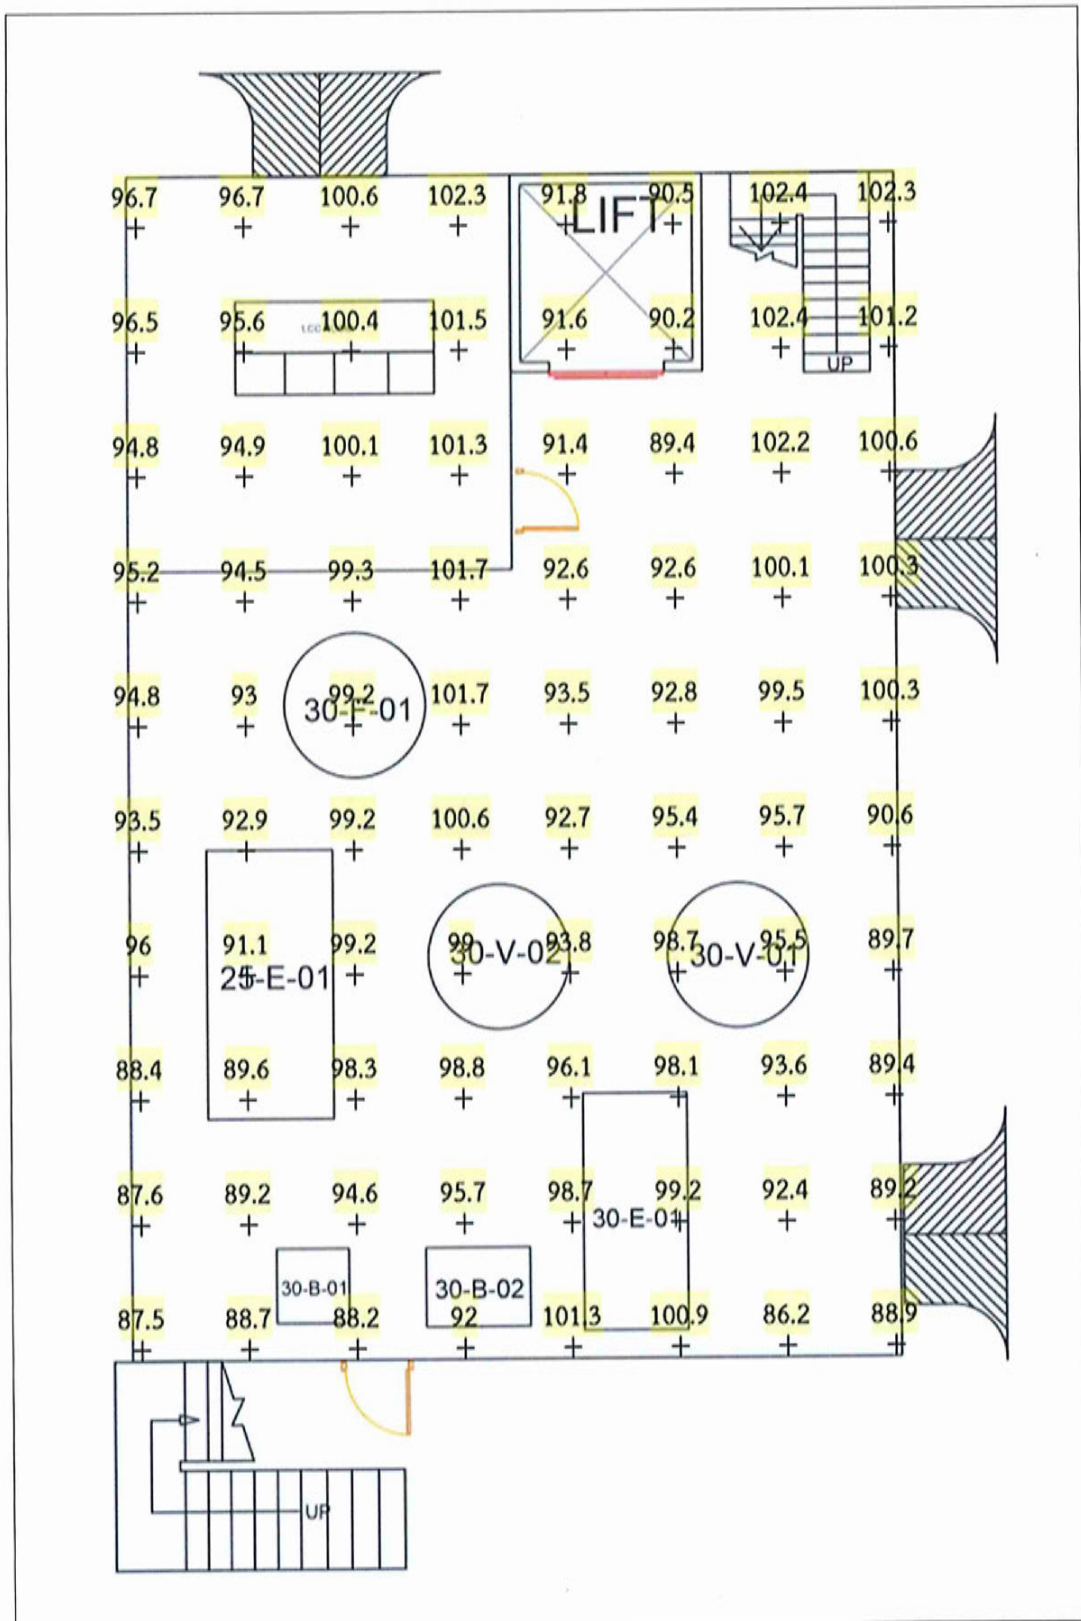 96.7 96.7 100.6 102.3 91.8 90.5 102.4 102.3
LIFT
96.5 95.6 100.4 101.5 91.6 90.2 102.4 101.2
UP
94.8 94.9 100.1 101.3 91.4 89.4 102.2 100.6
95.2 94.5 99.3 101.7 92.6 92.6 100.1 100.3
94.8 93 99.2 101.7 93.5 92.8 99.5 100.3
30-F-01
93.5 92.9 99.2 100.6 92.7 95.4 95.7 90.6
96 91.1 99.2 99 93.8 98.7 95.5 89.7
25-E-01 30-V-02 30-V-01
88.4 89.6 98.3 98.8 96.1 98.1 93.6 89.4
87.6 89.2 94.6 95.7 98.7 99.2 92.4 89.2
30-E-01
30-B-01 30-B-02
87.5 88.7 88.2 92 101.3 100.9 86.2 88.9
UP